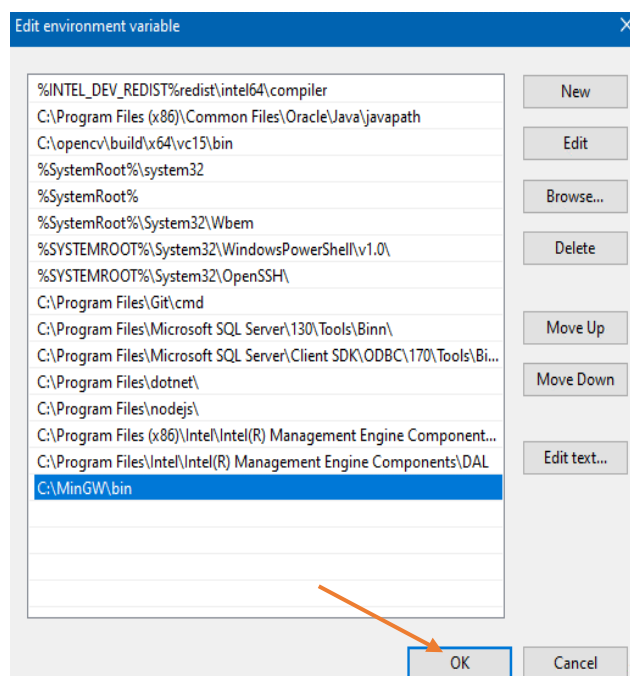 Edit environment variable
%INTEL_DEV_REDIST%redist\intel64\compiler
C:\Program Files (x86)\Common Files\Oracle\Java\javapath
C:\opencv\build\x64\vc15\bin
%SystemRoot%\system32
%SystemRoot%
%SystemRoot%\System32\Wbem
%SYSTEMROOT%\System32\WindowsPowerShell\v1.0\
%SYSTEMROOT%\System32\OpenSSH\
C:\Program Files\Git\cmd
C:\Program Files\Microsoft SQL Server\130\Tools\Binn\
C:\Program Files\Microsoft SQL Server\Client SDK\ODBC\170\Tools\Bi...
C:\Program Files\dotnet\
C:\Program Files\nodejs\
C:\Program Files (x86)\Intel\Intel(R) Management Engine Component...
C:\Program Files\Intel\Intel(R) Management Engine Components\DAL
C:\MinGW\bin
New
Edit
Browse...
Delete
Move Up
Move Down
Edit text...
OK
Cancel